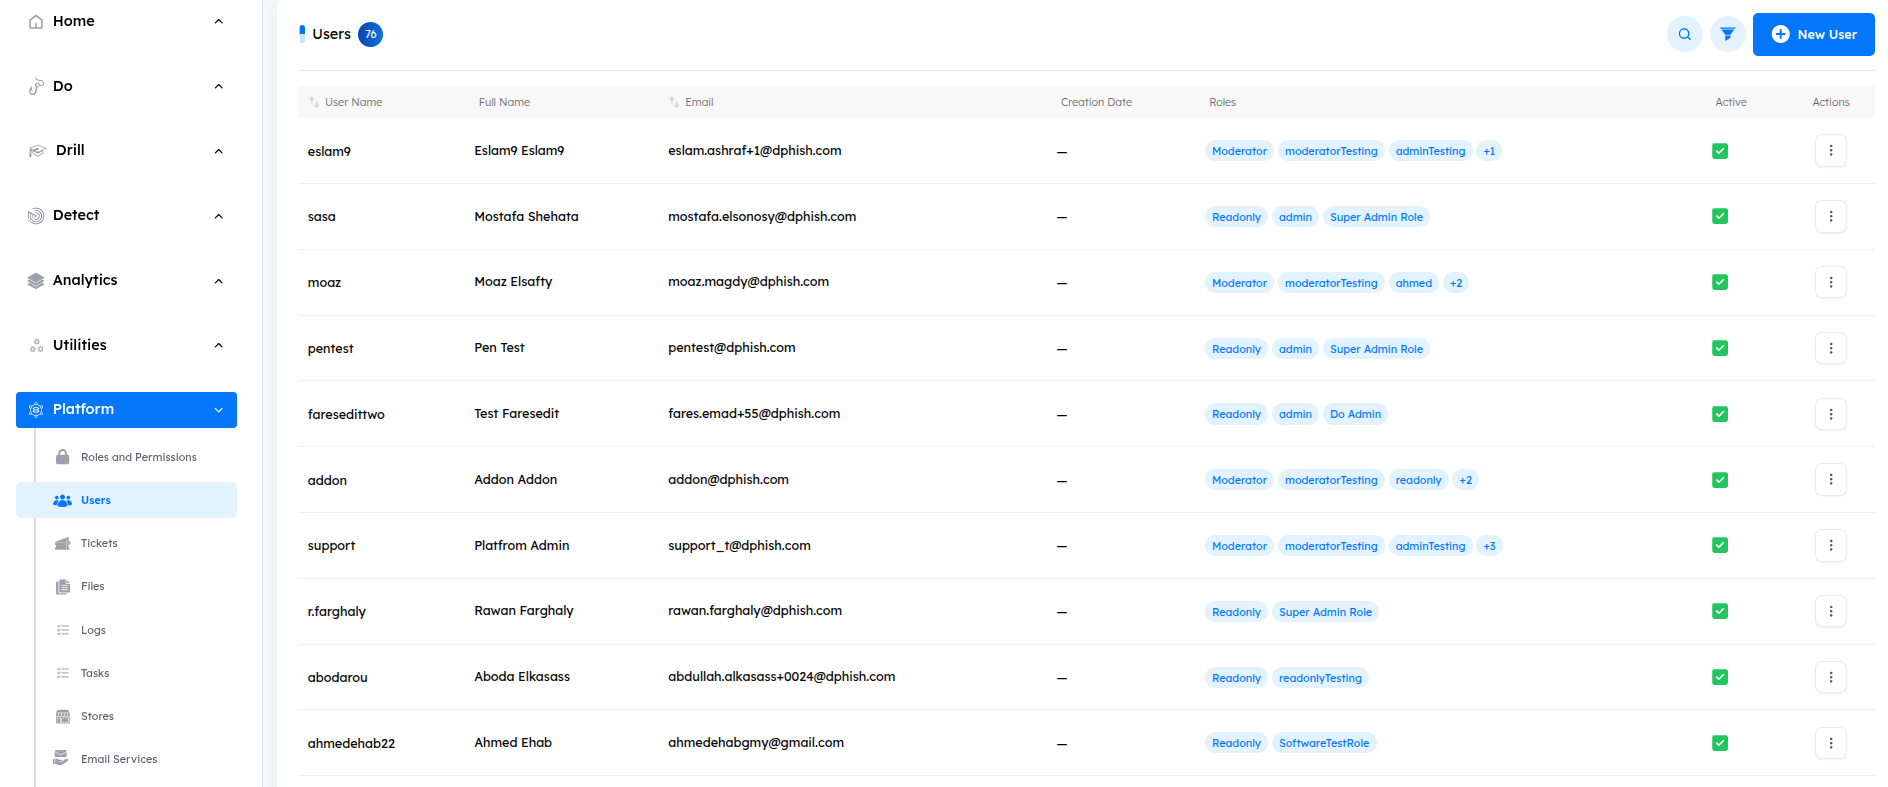 Home
Do
Drill
Detect
Analytics
Utilities
Platform
Roles and Permissions
Users
Tickets
Files
Logs
Tasks
Stores
Email Services
Users 76
New User
User Name Full Name Email Creation Date Roles Active Actions
eslam9 Eslam9 Eslam9 eslam.ashraf+1@dphish.com — Moderator moderatorTesting adminTesting +1
sasa Mostafa Shehata mostafa.elsonosy@dphish.com — Readonly admin Super Admin Role
moaz Moaz Elsafty moaz.magdy@dphish.com — Moderator moderatorTesting ahmed +2
pentest Pen Test pentest@dphish.com — Readonly admin Super Admin Role
faresedittwo Test Faresedit fares.emad+55@dphish.com — Readonly admin Do Admin
addon Addon Addon addon@dphish.com — Moderator moderatorTesting readonly +2
support Platfrom Admin support_t@dphish.com — Moderator moderatorTesting adminTesting +3
r.farghaly Rawan Farghaly rawan.farghaly@dphish.com — Readonly Super Admin Role
abodarou Aboda Elkasass abdullah.alkasass+0024@dphish.com — Readonly readonlyTesting
ahmedehab22 Ahmed Ehab ahmedehabgmy@gmail.com — Readonly SoftwareTestRole